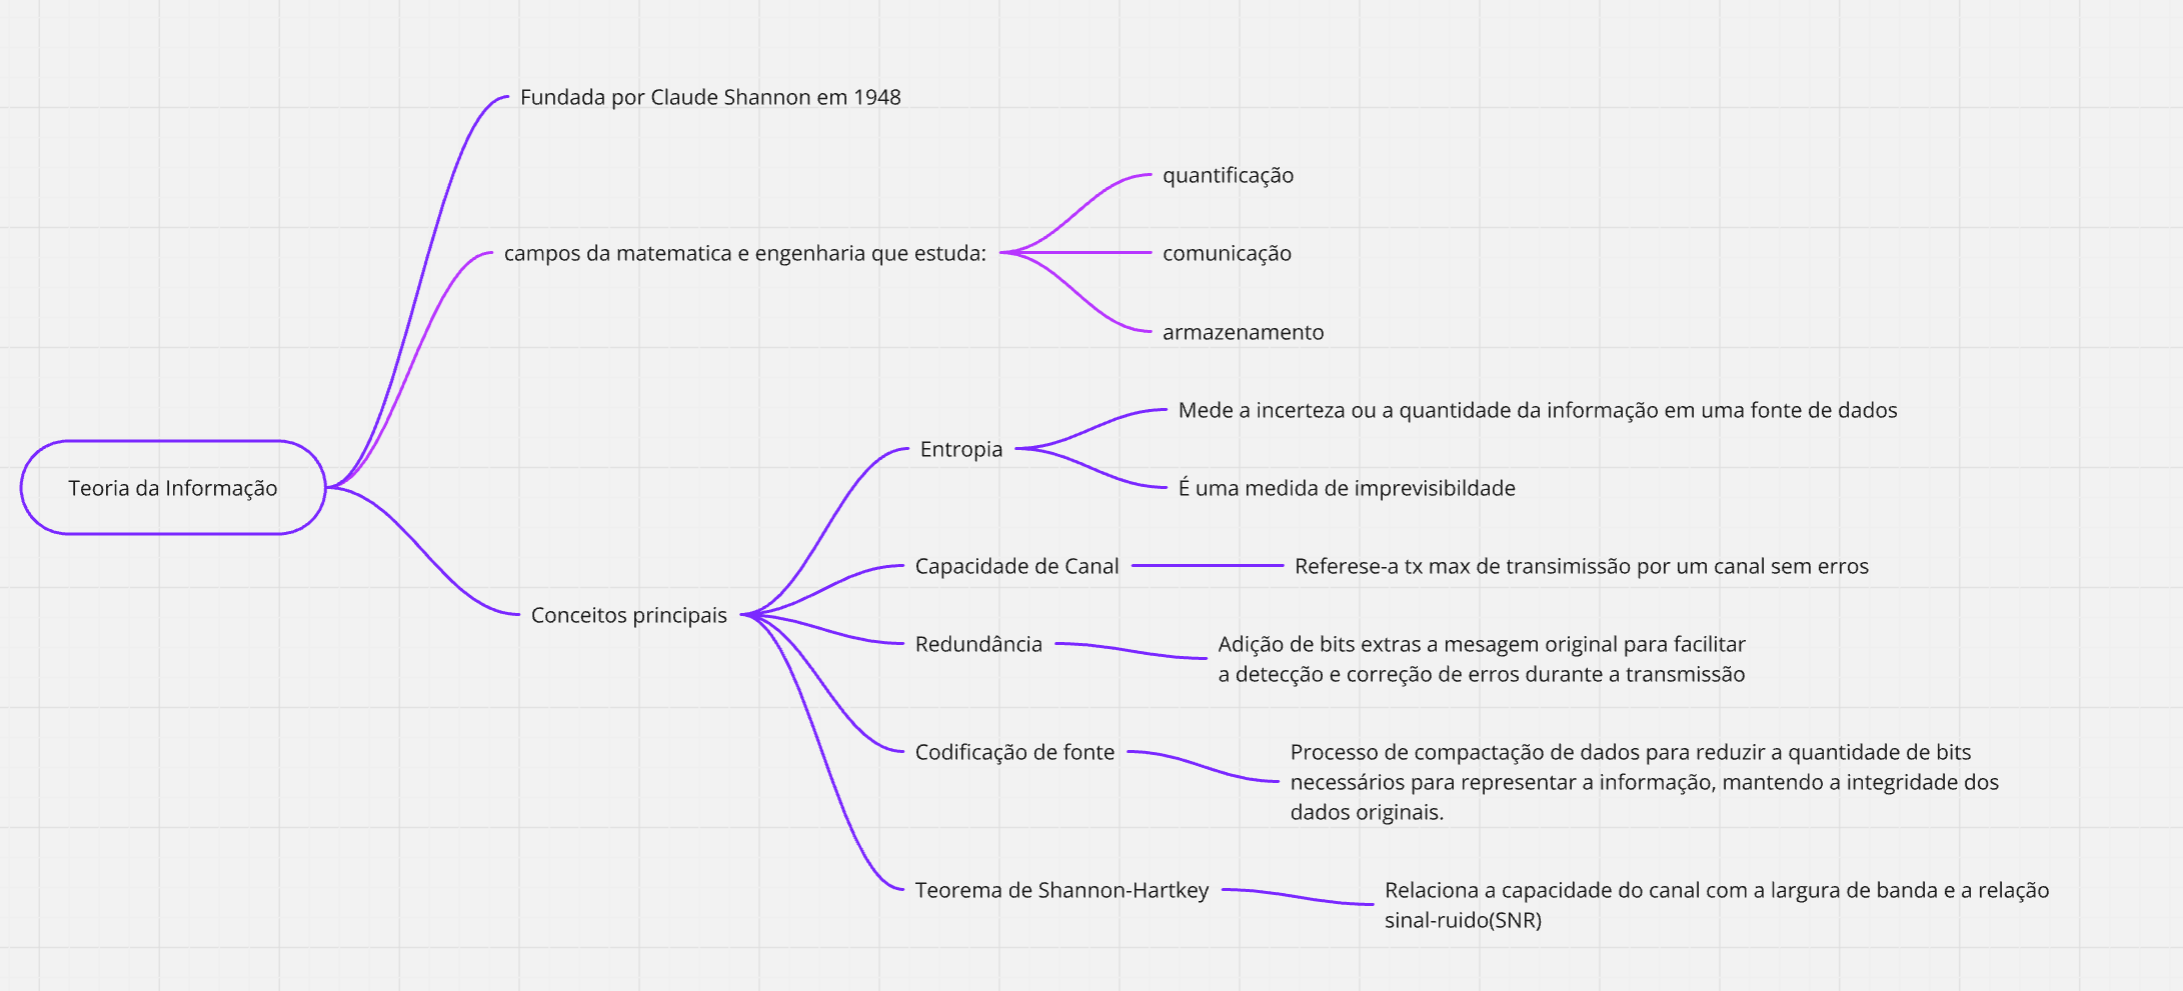 Teoria da Informação
Fundada por Claude Shannon em 1948
campos da matematica e engenharia que estuda:
quantificação
comunicação
armazenamento
Conceitos principais
Entropia
Mede a incerteza ou a quantidade da informação em uma fonte de dados
É uma medida de imprevisibildade
Capacidade de Canal
Referese-a tx max de transimissão por um canal sem erros
Redundância
Adição de bits extras a mesagem original para facilitar
a detecção e correção de erros durante a transmissão
Codificação de fonte
Processo de compactação de dados para reduzir a quantidade de bits
necessários para representar a informação, mantendo a integridade dos
dados originais.
Teorema de Shannon-Hartkey
Relaciona a capacidade do canal com a largura de banda e a relação
sinal-ruido(SNR)